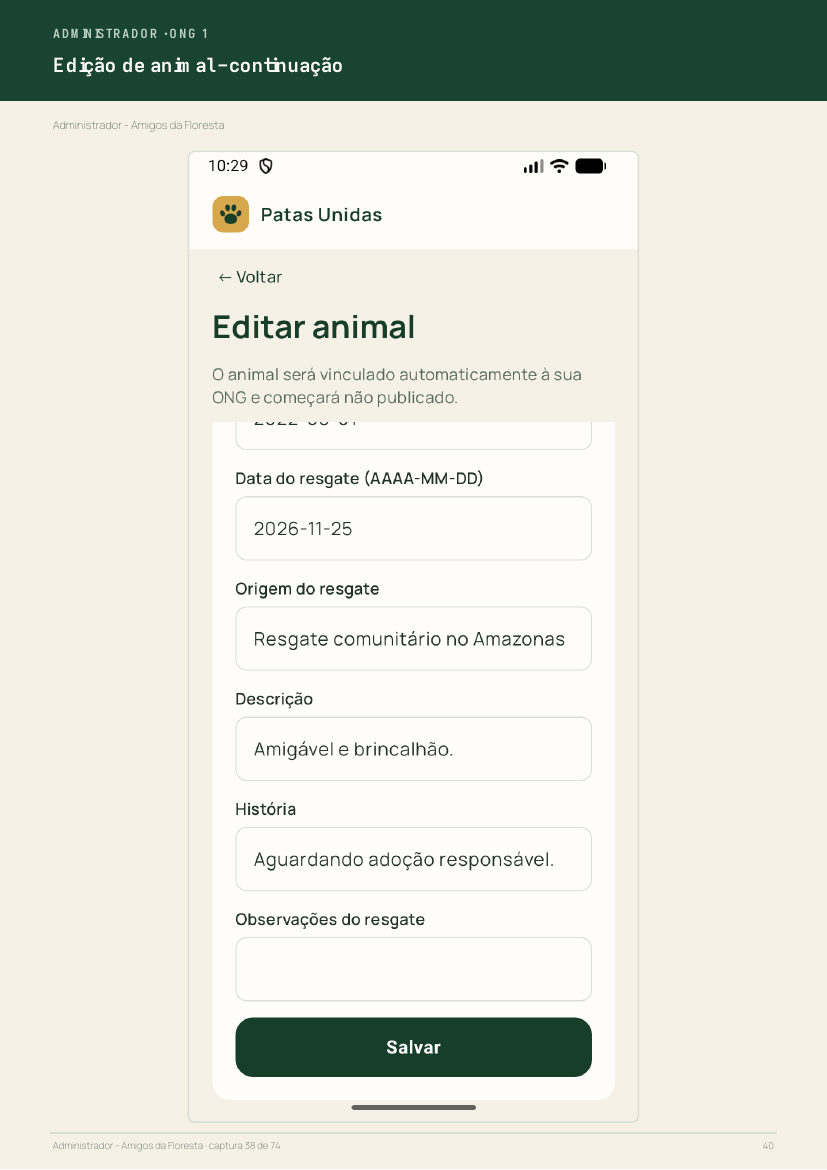 ADMINISTRADOR · ONG 1
Edição de animal - continuação
Administrador - Amigos da Floresta
10:29
Patas Unidas
← Voltar
Editar animal
O animal será vinculado automaticamente à sua
ONG e começará não publicado.
Data do resgate (AAAA-MM-DD)
2026-11-25
Origem do resgate
Resgate comunitário no Amazonas
Descrição
Amigável e brincalhão.
História
Aguardando adoção responsável.
Observações do resgate
Salvar
Administrador - Amigos da Floresta · captura 38 de 74
40